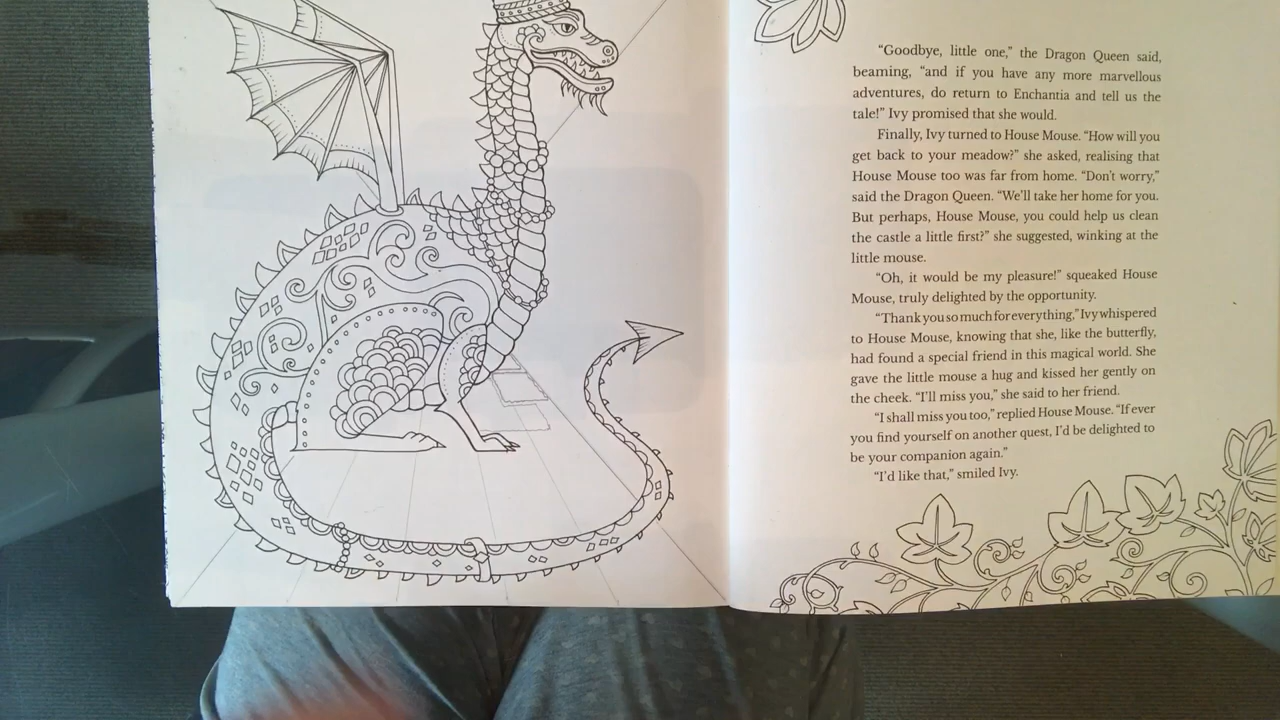 “Goodbye, little one,” the Dragon Queen said,
beaming, “and if you have any more marvellous
adventures, do return to Enchantia and tell us the
tale!” Ivy promised that she would.
Finally, Ivy turned to House Mouse. “How will you
get back to your meadow?” she asked, realising that
House Mouse too was far from home. “Don’t worry,”
said the Dragon Queen. “We’ll take her home for you.
But perhaps, House Mouse, you could help us clean
the castle a little first?” she suggested, winking at the
little mouse.
“Oh, it would be my pleasure!” squeaked House
Mouse, truly delighted by the opportunity.
“Thank you so much for everything,” Ivy whispered
to House Mouse, knowing that she, like the butterfly,
had found a special friend in this magical world. She
gave the little mouse a hug and kissed her gently on
the cheek. “I’ll miss you,” she said to her friend.
“I shall miss you too,” replied House Mouse. “If ever
you find yourself on another quest, I’d be delighted to
be your companion again.”
“I’d like that,” smiled Ivy.